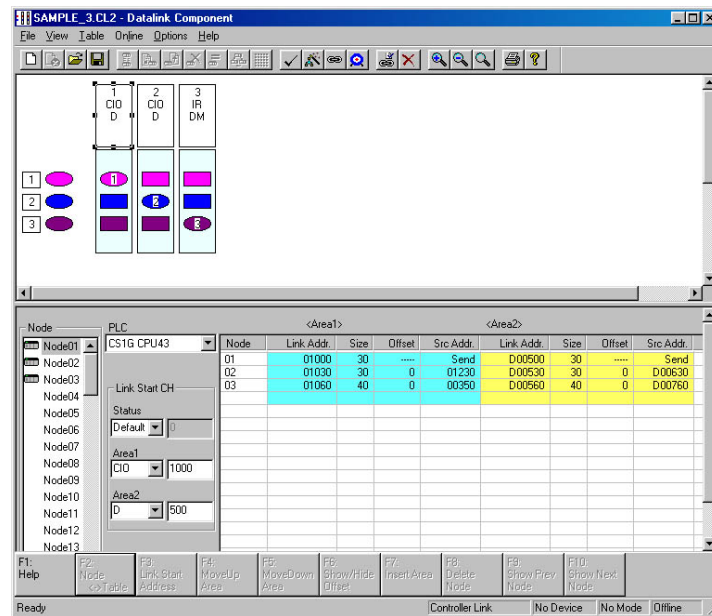 SAMPLE_3.CL2 - Datalink Component
File View Table Online Options Help
1 2 3
CIO CIO IR
D D DM
1 1
2 2
3 3
<Area1> <Area2>
Node PLC
CS1G CPU43
Node Link Addr. Size Offset Src Addr. Link Addr. Size Offset Src Addr.
01 01000 30 ---- Send D00500 30 ---- Send
02 01030 30 0 01230 D00530 30 0 D00630
03 01060 40 0 00350 D00560 40 0 D00760
Node01
Node02
Node03
Node04
Node05
Node06
Node07
Node08
Node09
Node10
Node11
Node12
Node13
Link Start CH
Status
Default 0
Area1
CIO 1000
Area2
D 500
F1: Help
F2: Node <>Table
F3: Link Start Address
F4: MoveUp Area
F5: MoveDown Area
F6: Show/Hide Offset
F7: Insert Area
F8: Delete Node
F9: Show Prev Node
F10: Show Next Node
Ready Controller Link No Device No Mode Offline